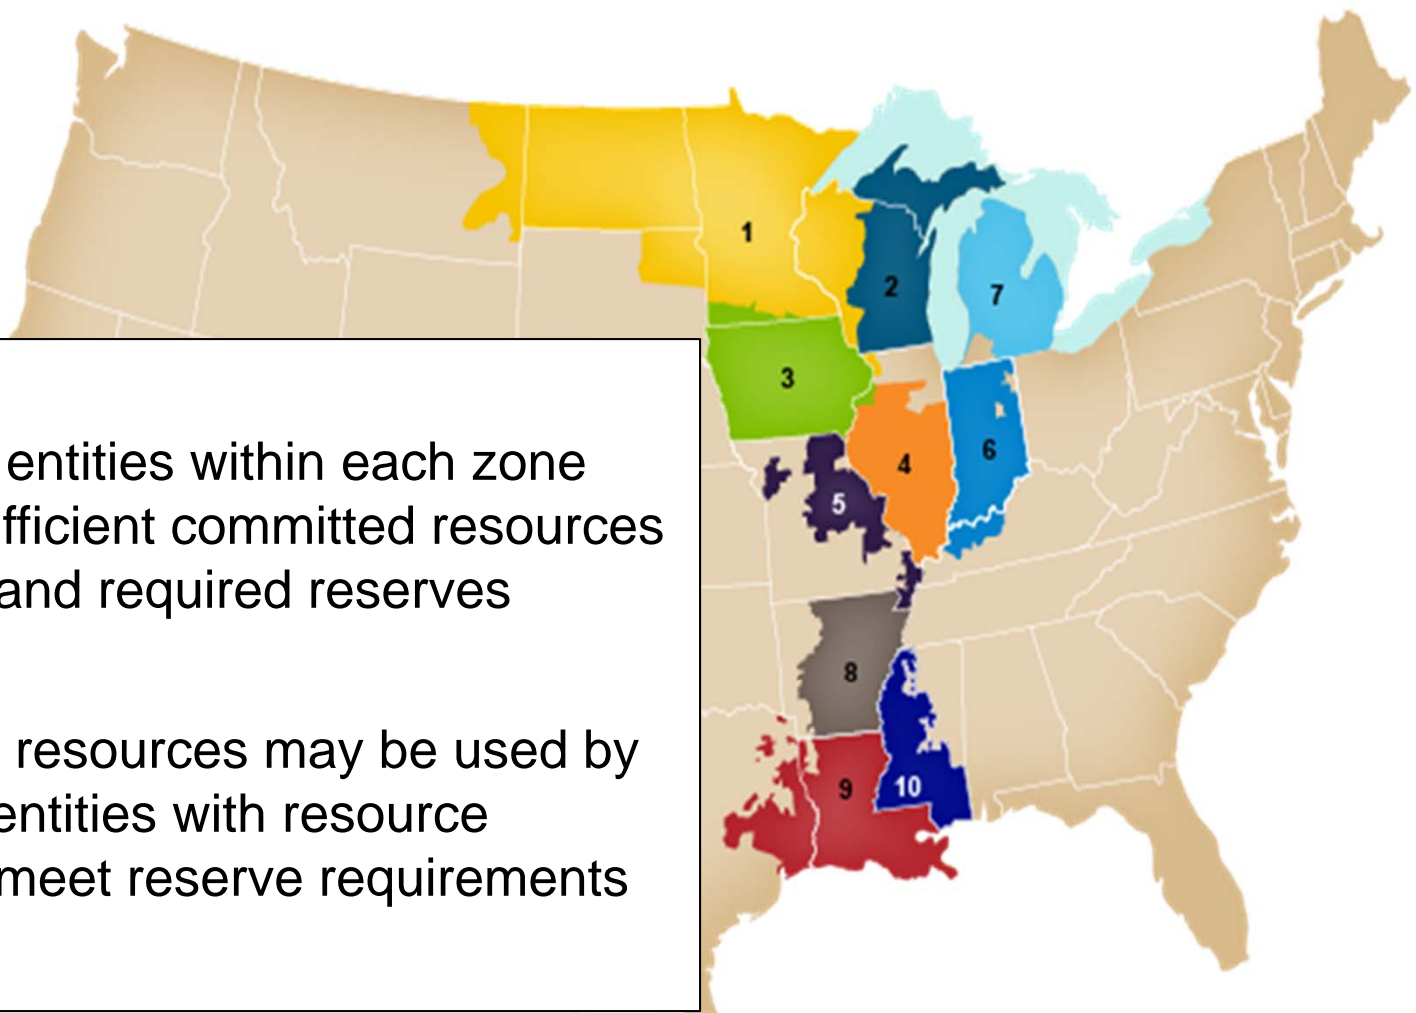 entities within each zone
fficient committed resources
and required reserves
resources may be used by
entities with resource
meet reserve requirements
1
2
7
3
4
6
5
8
9
10